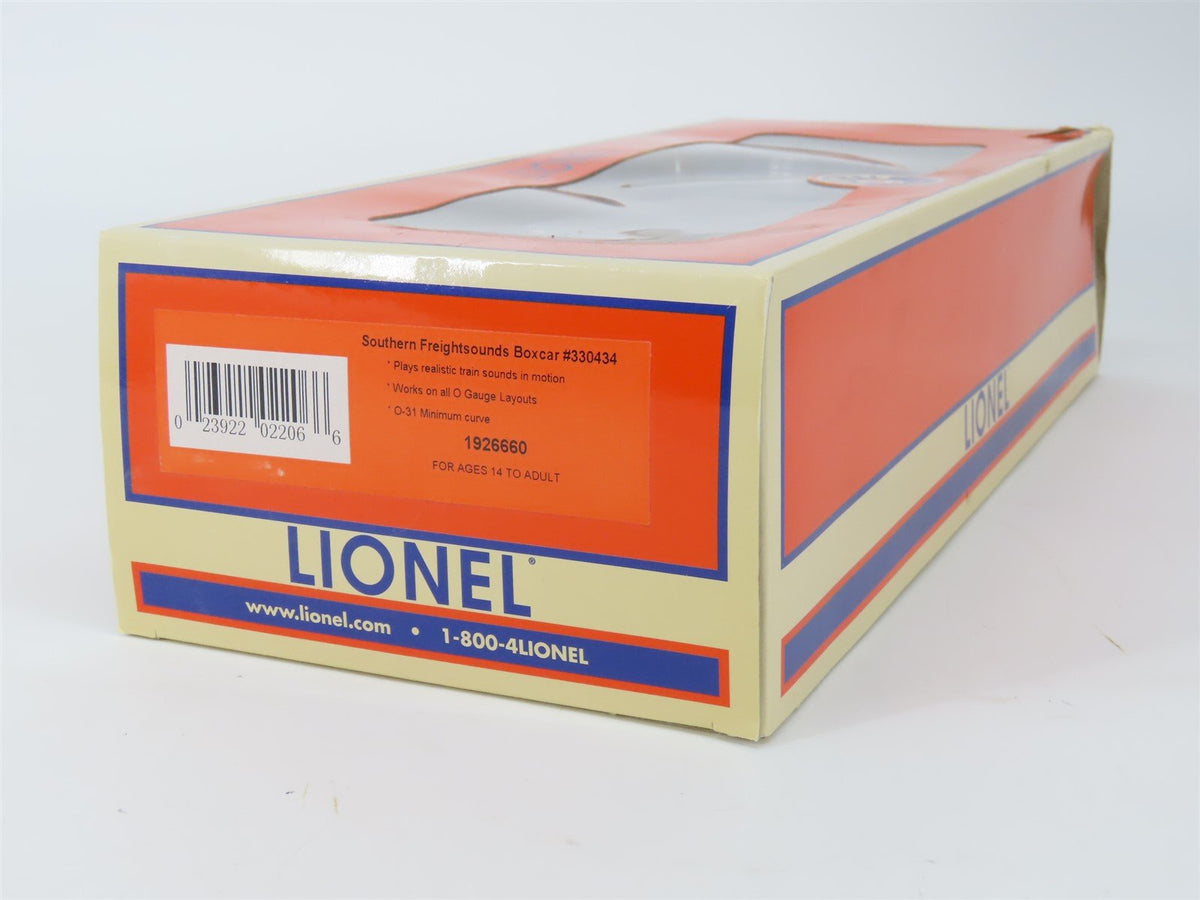 Southern Freightsounds Boxcar #330434
* Plays realistic train sounds in motion
* Works on all O Gauge Layouts
* O-31 Minimum curve
1926660
FOR AGES 14 TO ADULT
0 23922 02206 6
LIONEL®
www.lionel.com • 1-800-4LIONEL
LIONEL